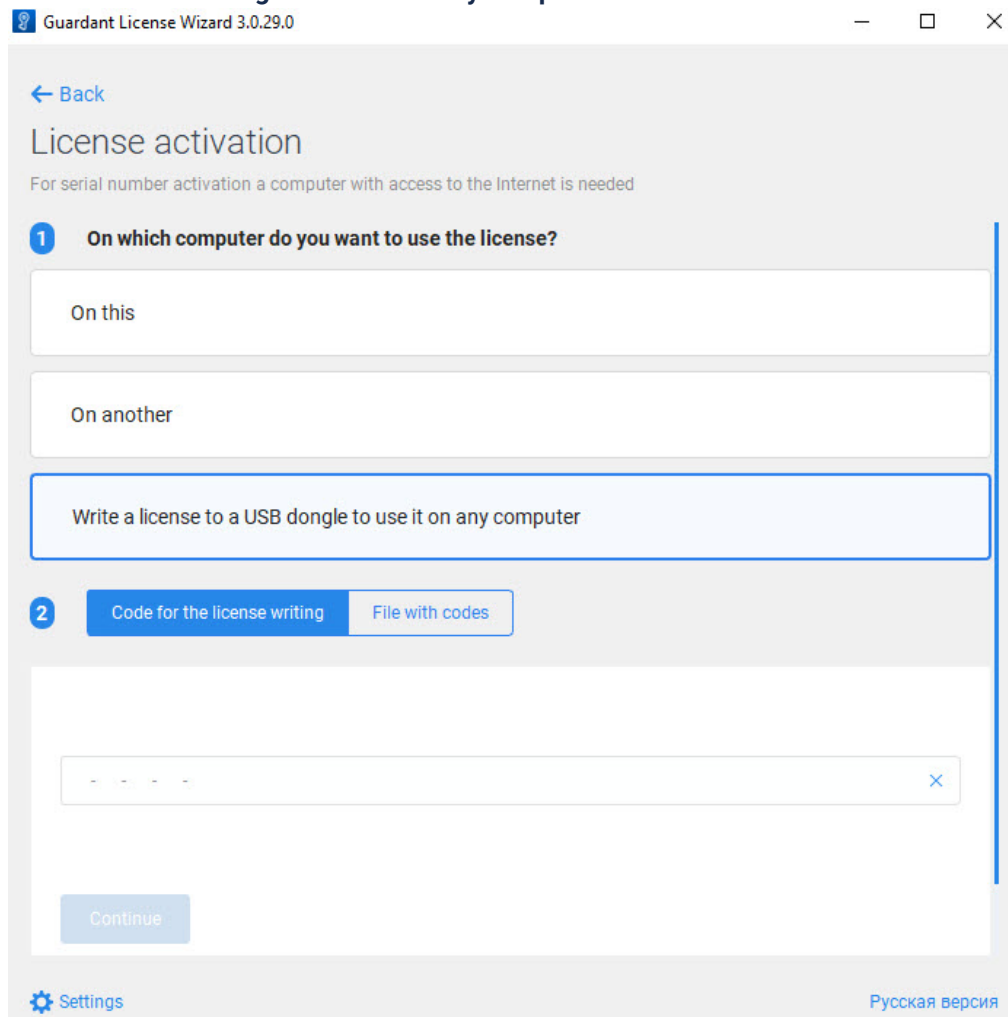 Guardant License Wizard 3.0.29.0
← Back
License activation
For serial number activation a computer with access to the Internet is needed
1 On which computer do you want to use the license?
On this
On another
Write a license to a USB dongle to use it on any computer
2 Code for the license writing File with codes
- - - -
Continue
Settings Русская версия